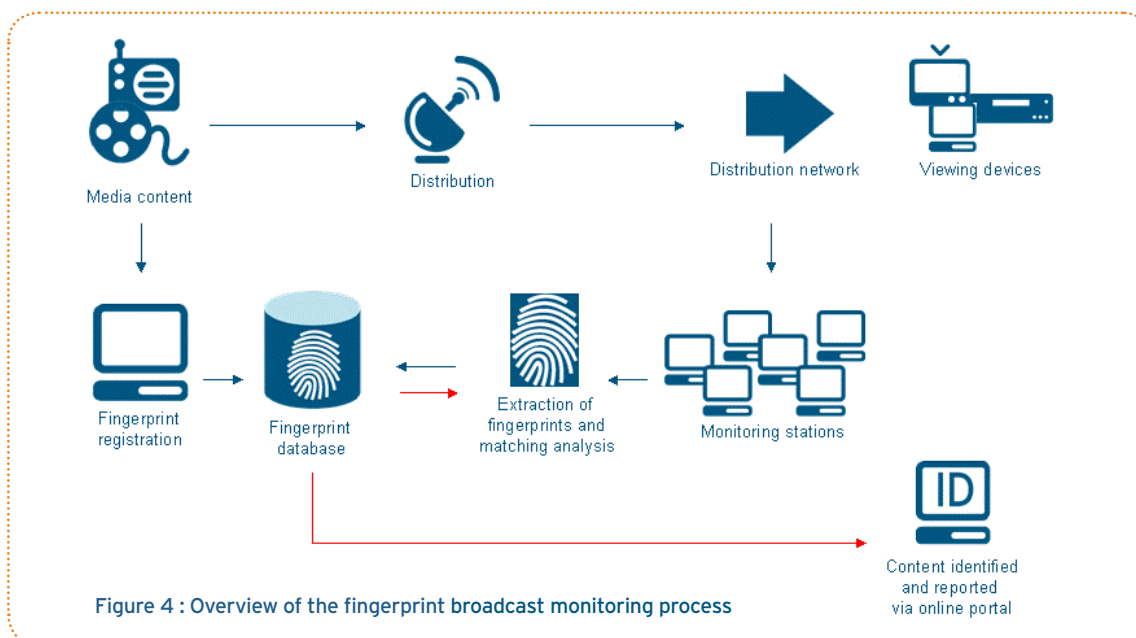 Media content
Distribution
Distribution network
Viewing devices
Fingerprint
registration
Fingerprint
database
Extraction of
fingerprints and
matching analysis
Monitoring stations
ID
Content identified
and reported
via online portal
Figure 4 : Overview of the fingerprint broadcast monitoring process